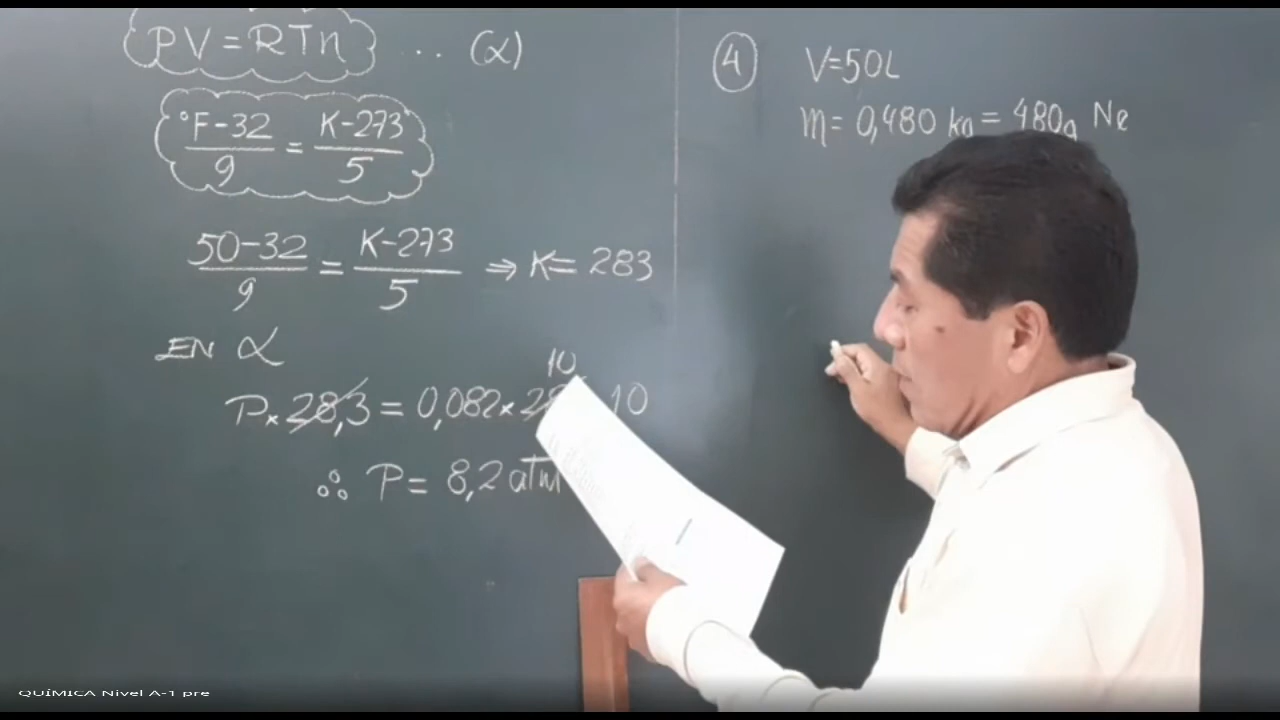 PV=RTn .. (α)
°F-32/9 = K-273/5
50-32/9 = K-273/5 ⇒ K= 283
EN α
10
P×28,3 = 0,082× 10
∴ P= 8,2 atm
4 V=50L
m= 0,480 kg = 480g Ne
QUÍMICA Nivel A-1 pre